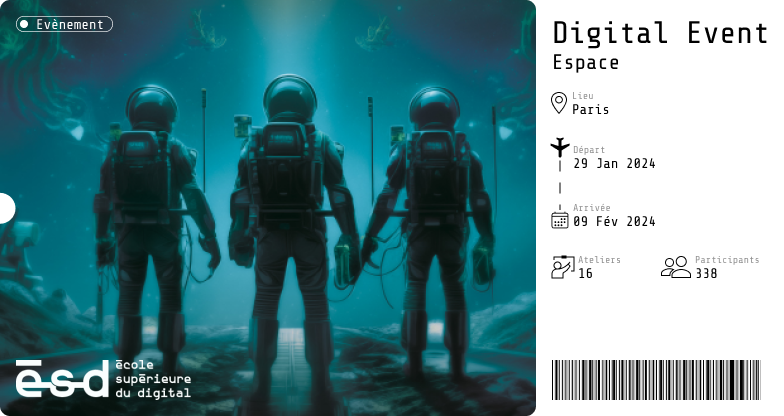 Evènement
Digital Event
Espace
Lieu
Paris
Départ
29 Jan 2024
Arrivée
09 Fév 2024
Ateliers
16
Participants
338
ēsd
école
supērieure
du digital